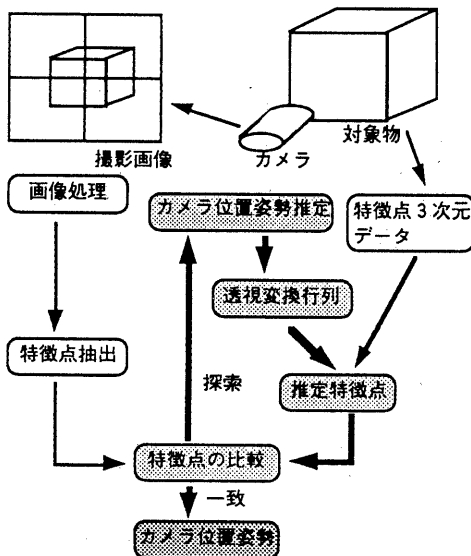 対象物
カメラ
撮影画像
画像処理
カメラ位置姿勢推定
特徴点3次元
データ
透視変換行列
特徴点抽出
探索
推定特徴点
特徴点の比較
一致
カメラ位置姿勢